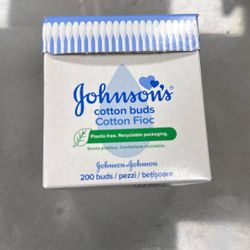 Johnson's
cotton buds
Cotton Fioc
Plastic free. Recyclable packaging.
Senza plastica. Confezione riciclabile.
Johnson & Johnson
200 buds / pezzi / bețișoare